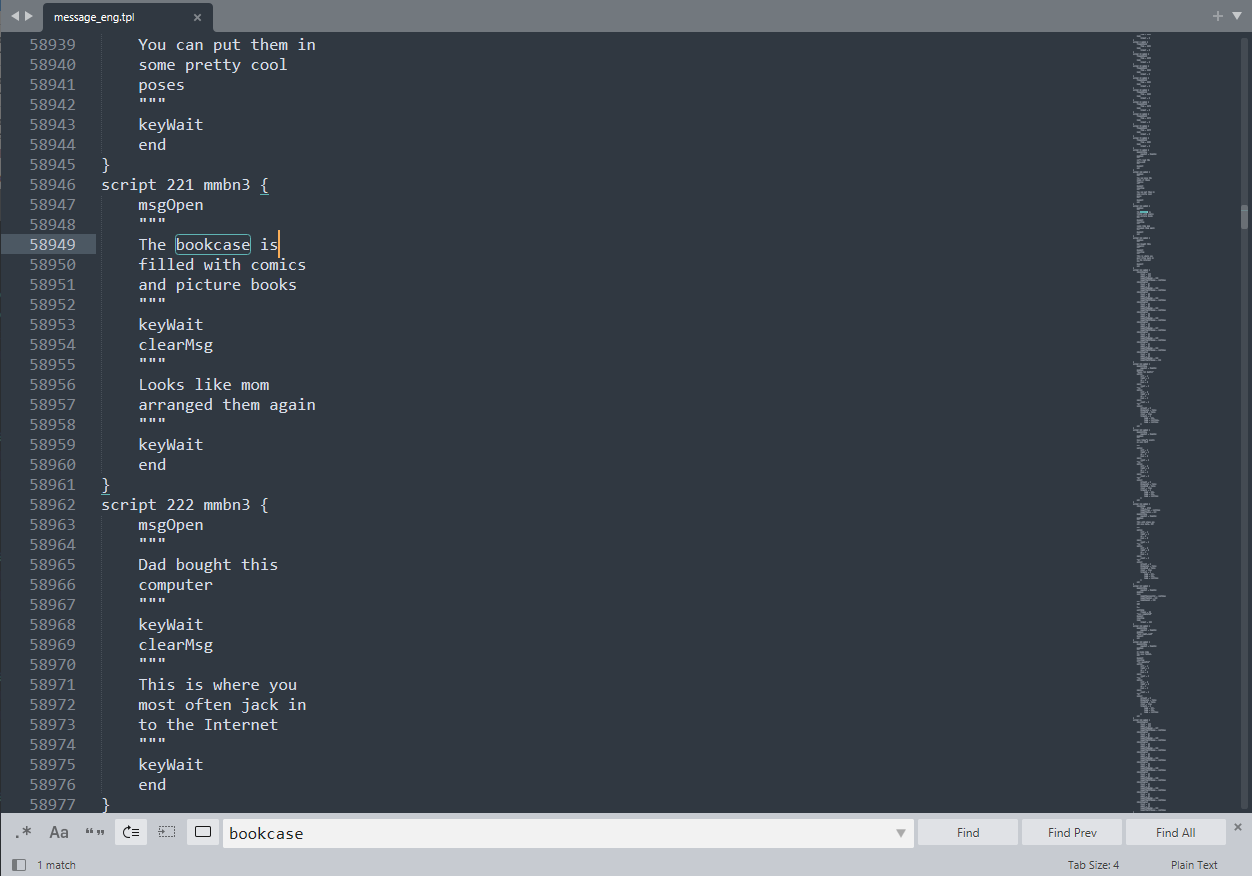 message_eng.tpl
58939 You can put them in
58940 some pretty cool
58941 poses
58942 """
58943 keyWait
58944 end
58945 }
58946 script 221 mmbn3 {
58947 msgOpen
58948 """
58949 The bookcase is
58950 filled with comics
58951 and picture books
58952 """
58953 keyWait
58954 clearMsg
58955 """
58956 Looks like mom
58957 arranged them again
58958 """
58959 keyWait
58960 end
58961 }
58962 script 222 mmbn3 {
58963 msgOpen
58964 """
58965 Dad bought this
58966 computer
58967 """
58968 keyWait
58969 clearMsg
58970 """
58971 This is where you
58972 most often jack in
58973 to the Internet
58974 """
58975 keyWait
58976 end
58977 }
.* Aa “” bookcase Find Find Prev Find All
1 match Tab Size: 4 Plain Text